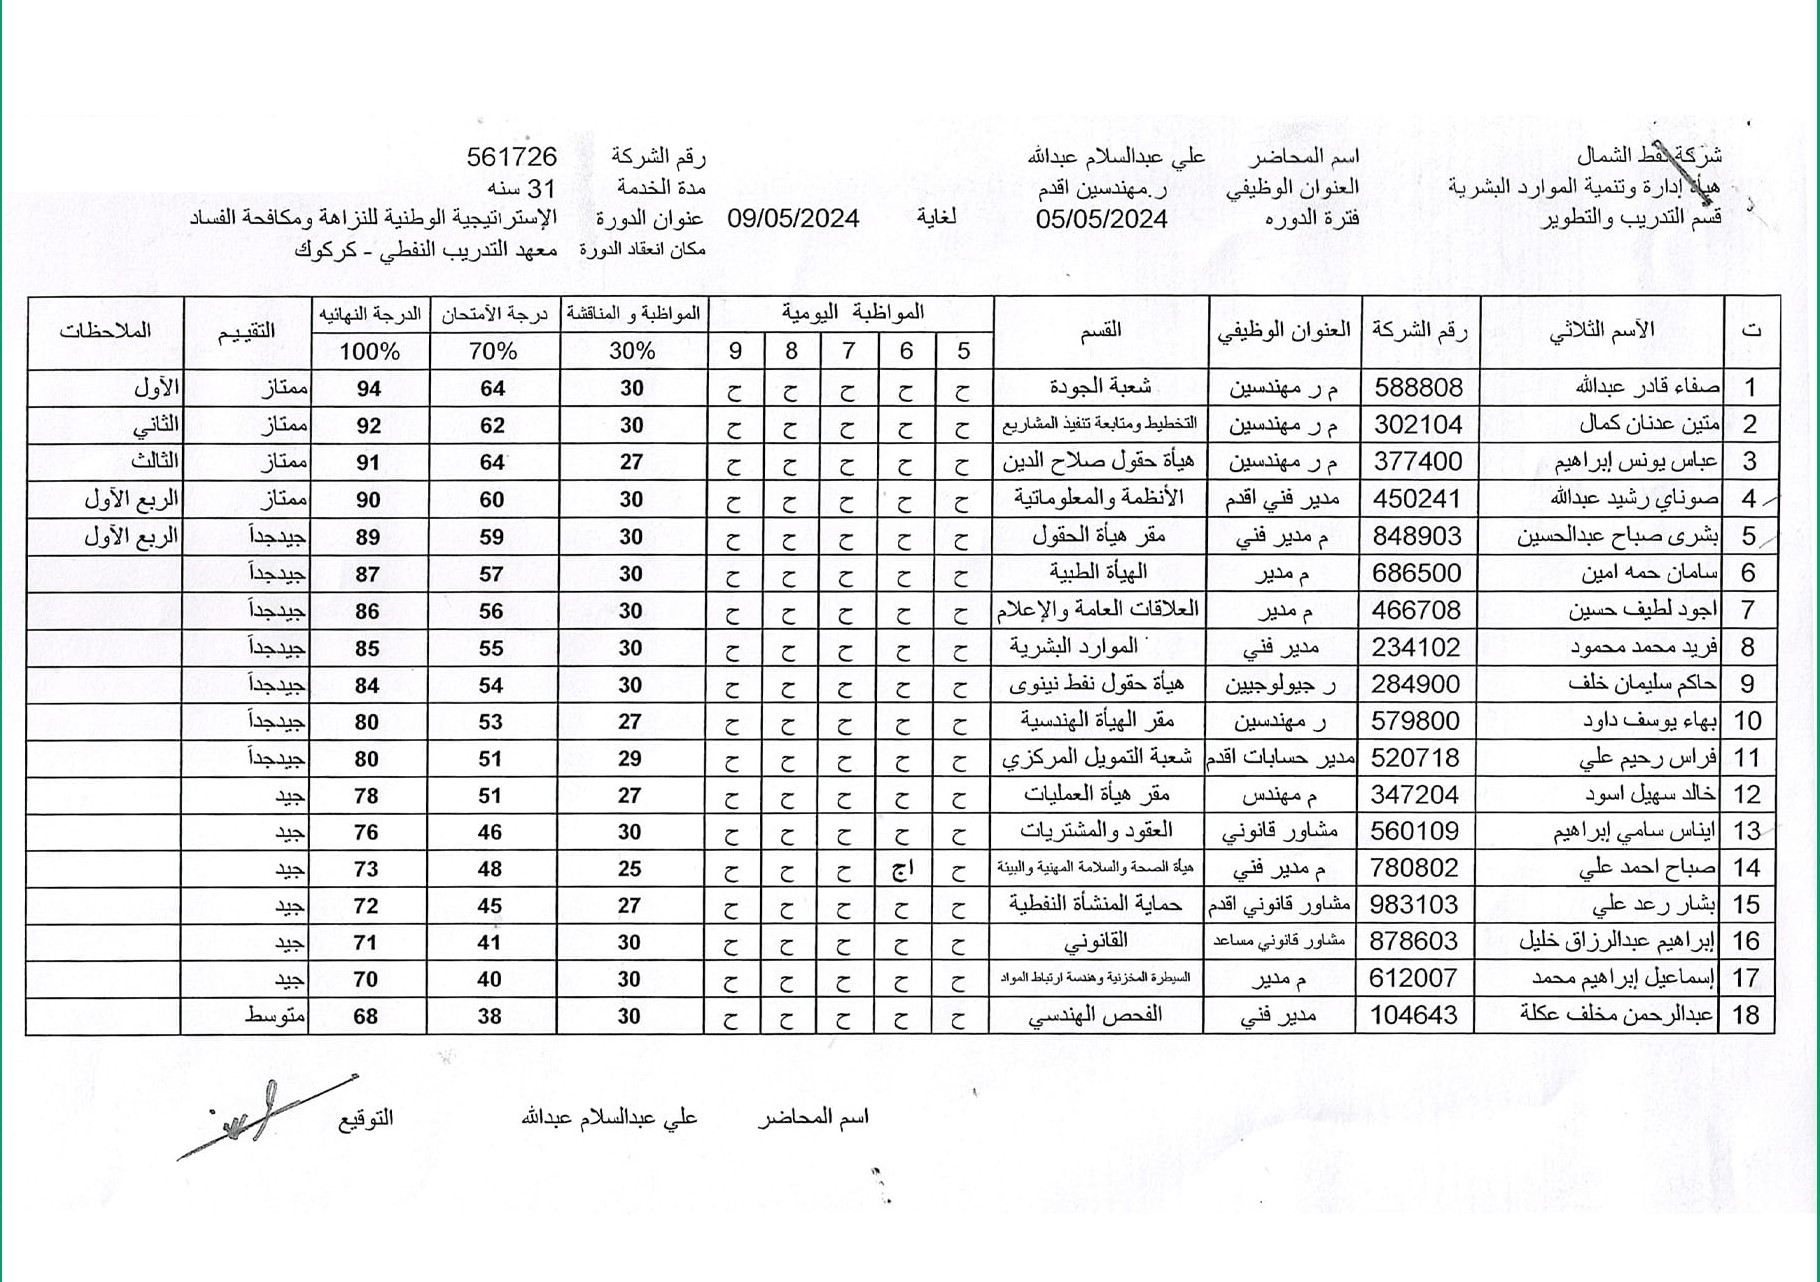 شركة نفط الشمال
هيأة إدارة وتنمية الموارد البشرية
قسم التدريب والتطوير
اسم المحاضر علي عبدالسلام عبدالله
العنوان الوظيفي ر.مهندسين اقدم
فترة الدوره 05/05/2024 لغاية 09/05/2024
رقم الشركة 561726
مدة الخدمة 31 سنه
عنوان الدورة الإستراتيجية الوطنية للنزاهة ومكافحة الفساد
مكان انعقاد الدورة معهد التدريب النفطي - كركوك
ت الآسم الثلاثي رقم الشركة العنوان الوظيفي القسم المواظبة اليومية المواظبة و المناقشة درجة الآمتحان الدرجة النهائيه التقييم الملاحظات
5 6 7 8 9 30% 70% 100%
1 صفاء قادر عبدالله 588808 م ر مهندسين شعبة الجودة ح ح ح ح ح 30 64 94 ممتاز الآول
2 متين عدنان كمال 302104 م ر مهندسين التخطيط ومتابعة تنفيذ المشاريع ح ح ح ح ح 30 62 92 ممتاز الثاني
3 عباس يونس إبراهيم 377400 م ر مهندسين هيأة حقول صلاح الدين ح ح ح ح ح 27 64 91 ممتاز الثالث
4 صوناي رشيد عبدالله 450241 مدير فني اقدم الأنظمة والمعلوماتية ح ح ح ح ح 30 60 90 ممتاز الربع الآول
5 بشرى صباح عبدالحسين 848903 م مدير فني مقر هيأة الحقول ح ح ح ح ح 30 59 89 جيدجداَ الربع الآول
6 سامان حمه امين 686500 م مدير الهيأة الطبية ح ح ح ح ح 30 57 87 جيدجداَ
7 اجود لطيف حسين 466708 م مدير العلاقات العامة والإعلام ح ح ح ح ح 30 56 86 جيدجداَ
8 فريد محمد محمود 234102 مدير فني الموارد البشرية ح ح ح ح ح 30 55 85 جيدجداَ
9 حاكم سليمان خلف 284900 ر جيولوجيين هيأة حقول نفط نينوى ح ح ح ح ح 30 54 84 جيدجداَ
10 بهاء يوسف داود 579800 ر مهندسين مقر الهيأة الهندسية ح ح ح ح ح 27 53 80 جيدجداَ
11 فراس رحيم علي 520718 مدير حسابات اقدم شعبة التمويل المركزي ح ح ح ح ح 29 51 80 جيدجداَ
12 خالد سهيل اسود 347204 م مهندس مقر هيأة العمليات ح ح ح ح ح 27 51 78 جيد
13 ايناس سامي إبراهيم 560109 مشاور قانوني العقود والمشتريات ح ح ح ح ح 30 46 76 جيد
14 صباح احمد علي 780802 م مدير فني هيأة الصحة والسلامة المهنية والبيئة ح اج ح ح ح 25 48 73 جيد
15 بشار رعد علي 983103 مشاور قانوني اقدم حماية المنشأة النفطية ح ح ح ح ح 27 45 72 جيد
16 إبراهيم عبدالرزاق خليل 878603 مشاور قانوني مساعد القانوني ح ح ح ح ح 30 41 71 جيد
17 إسماعيل إبراهيم محمد 612007 م مدير السيطرة المخزنية وهندسة ارتباط المواد ح ح ح ح ح 30 40 70 جيد
18 عبدالرحمن مخلف عكلة 104643 مدير فني الفحص الهندسي ح ح ح ح ح 30 38 68 متوسط
اسم المحاضر علي عبدالسلام عبدالله التوقيع